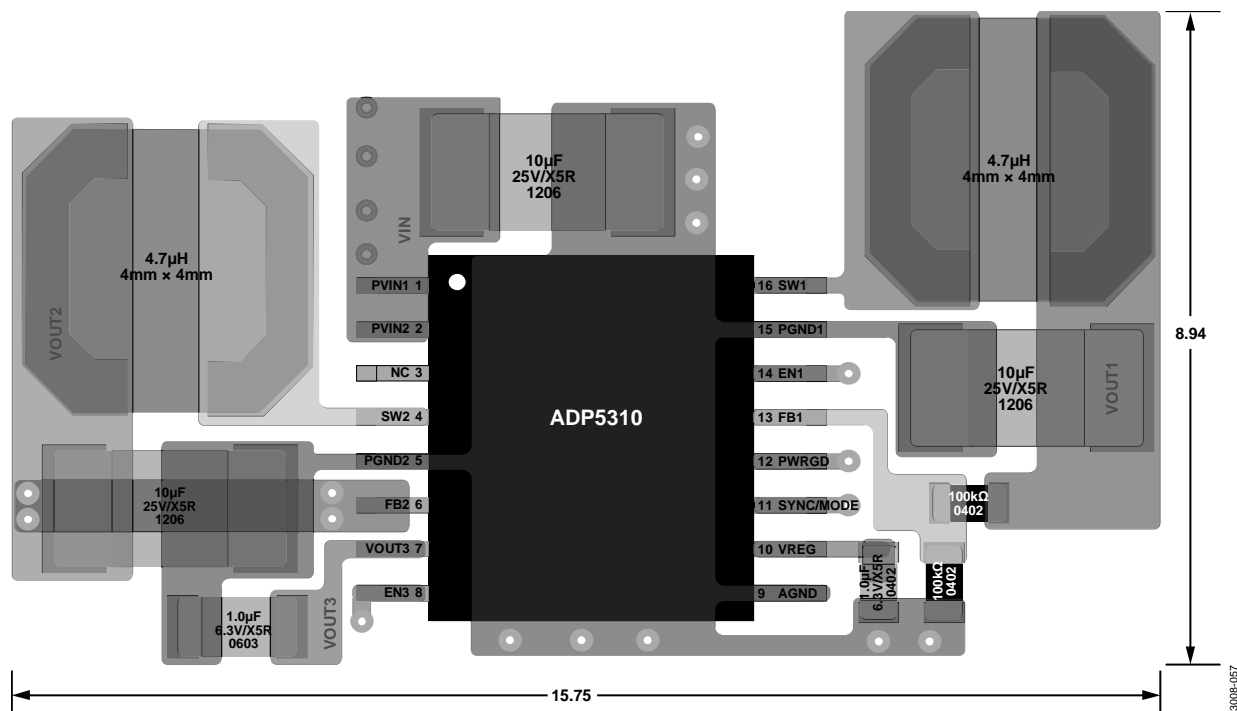 10µF
25V/X5R
1206
4.7µH
4mm × 4mm
VIN
4.7µH
4mm × 4mm
VOUT2
PVIN1 1
PVIN2 2
NC 3
SW2 4
PGND2 5
FB2 6
VOUT3 7
EN3 8
ADP5310
16 SW1
15 PGND1
14 EN1
13 FB1
12 PWRGD
11 SYNC/MODE
10 VREG
9 AGND
10µF
25V/X5R
1206
VOUT1
8.94
10µF
25V/X5R
1206
100kΩ
0402
1.0µF
6.3V/X5R
0402
100kΩ
0402
1.0µF
6.3V/X5R
0603
VOUT3
15.75
3008-057